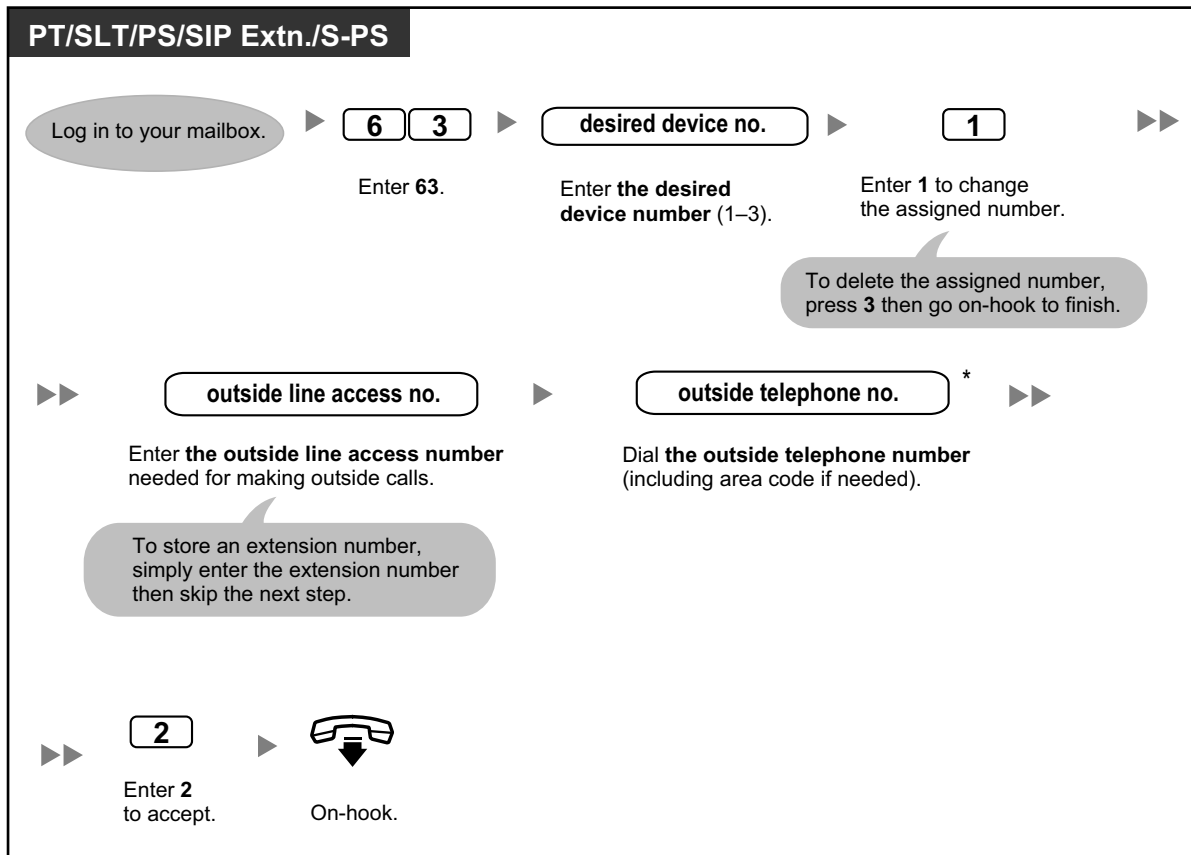 PT/SLT/PS/SIP Extn./S-PS
Log in to your mailbox.
6 3
desired device no.
1
Enter 63.
Enter the desired
device number (1–3).
Enter 1 to change
the assigned number.
To delete the assigned number,
press 3 then go on-hook to finish.
outside line access no.
outside telephone no. *
Enter the outside line access number
needed for making outside calls.
Dial the outside telephone number
(including area code if needed).
To store an extension number,
simply enter the extension number
then skip the next step.
2
Enter 2
to accept.
On-hook.